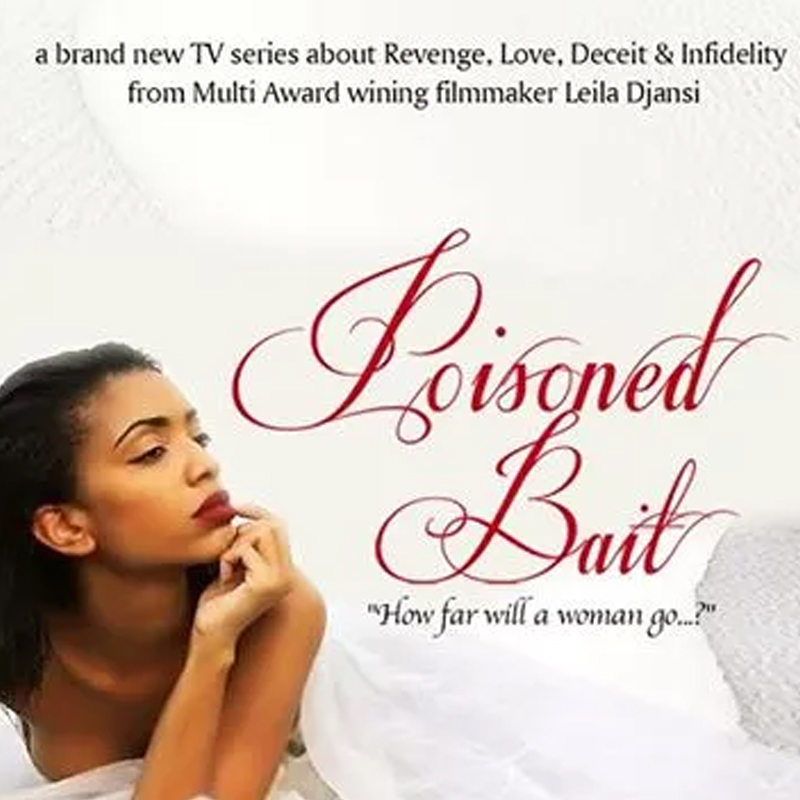 a brand new TV series about Revenge, Love, Deceit & Infidelity
from Multi Award wining filmmaker Leila Djansi
Poisoned
Bait
"How far will a woman go...?"